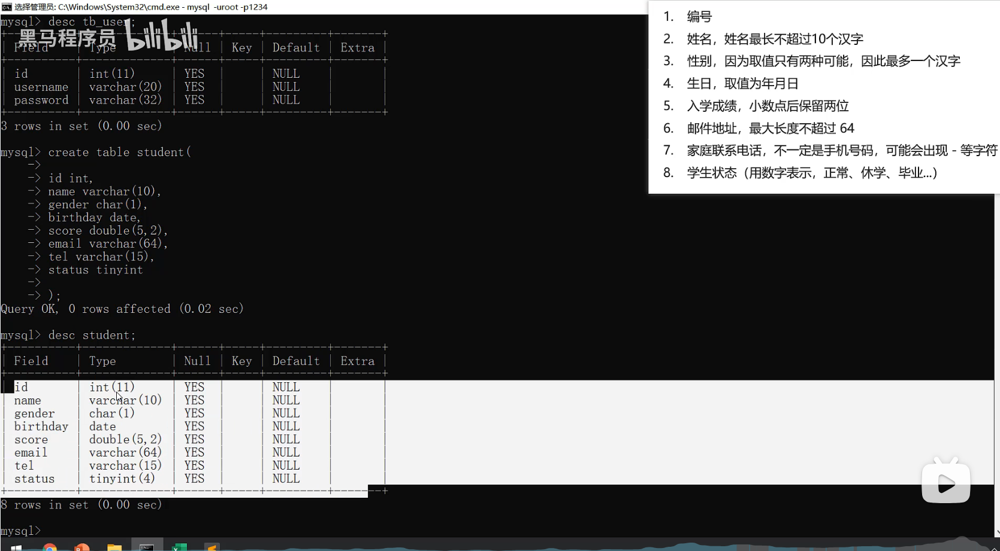 选择管理员: C:\Windows\System32\cmd.exe - mysql -uroot -p1234
mysql> desc tb_user;
黑马程序员 bilibili
| Field | Type | Null | Key | Default | Extra |
| id | int(11) | YES | | NULL | |
| username | varchar(20) | YES | | NULL | |
| password | varchar(32) | YES | | NULL | |
3 rows in set (0.00 sec)
mysql> create table student(
->
-> id int,
-> name varchar(10),
-> gender char(1),
-> birthday date,
-> score double(5,2),
-> email varchar(64),
-> tel varchar(15),
-> status tinyint
->
-> );
Query OK, 0 rows affected (0.02 sec)
mysql> desc student;
| Field | Type | Null | Key | Default | Extra |
| id | int(11) | YES | | NULL | |
| name | varchar(10) | YES | | NULL | |
| gender | char(1) | YES | | NULL | |
| birthday | date | YES | | NULL | |
| score | double(5,2) | YES | | NULL | |
| email | varchar(64) | YES | | NULL | |
| tel | varchar(15) | YES | | NULL | |
| status | tinyint(4) | YES | | NULL | |
8 rows in set (0.00 sec)
mysql>
1. 编号
2. 姓名，姓名最长不超过10个汉字
3. 性别，因为取值只有两种可能，因此最多一个汉字
4. 生日，取值为年月日
5. 入学成绩，小数点后保留两位
6. 邮件地址，最大长度不超过 64
7. 家庭联系电话，不一定是手机号码，可能会出现 - 等字符
8. 学生状态（用数字表示，正常、休学、毕业...）